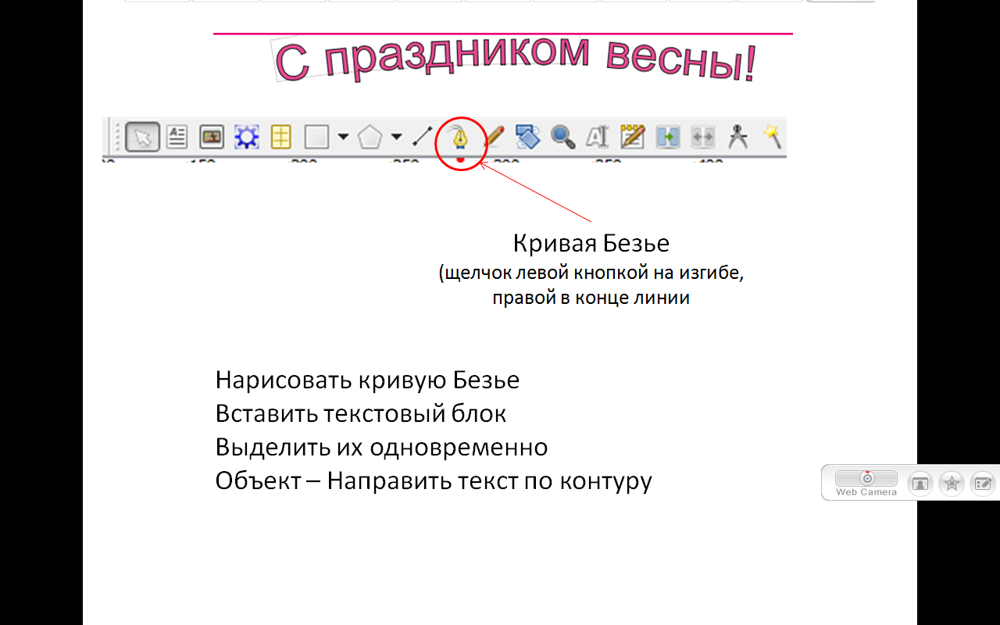 С праздником весны!
Кривая Безье
(щелчок левой кнопкой на изгибе,
правой в конце линии
Нарисовать кривую Безье
Вставить текстовый блок
Выделить их одновременно
Объект – Направить текст по контуру
Web Camera